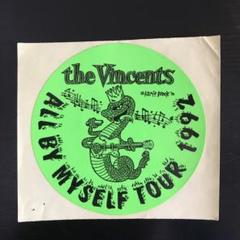 the Vincents
ALL BY MYSELF TOUR 1992